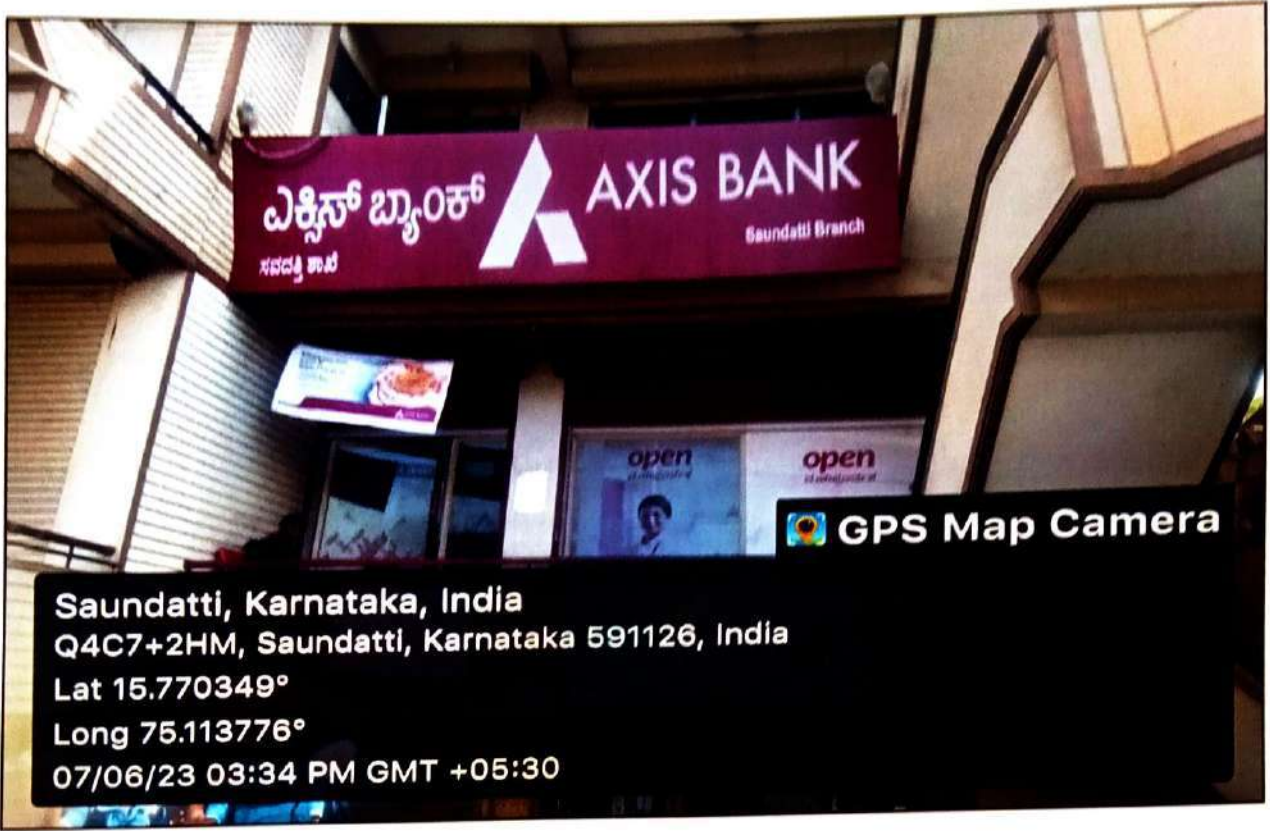 ಎಕ್ಸಿಸ್ ಬ್ಯಾಂಕ್
ಸವದತ್ತಿ ಶಾಖೆ
AXIS BANK
Saundatti Branch
open
open
GPS Map Camera
Saundatti, Karnataka, India
Q4C7+2HM, Saundatti, Karnataka 591126, India
Lat 15.770349°
Long 75.113776°
07/06/23 03:34 PM GMT +05:30